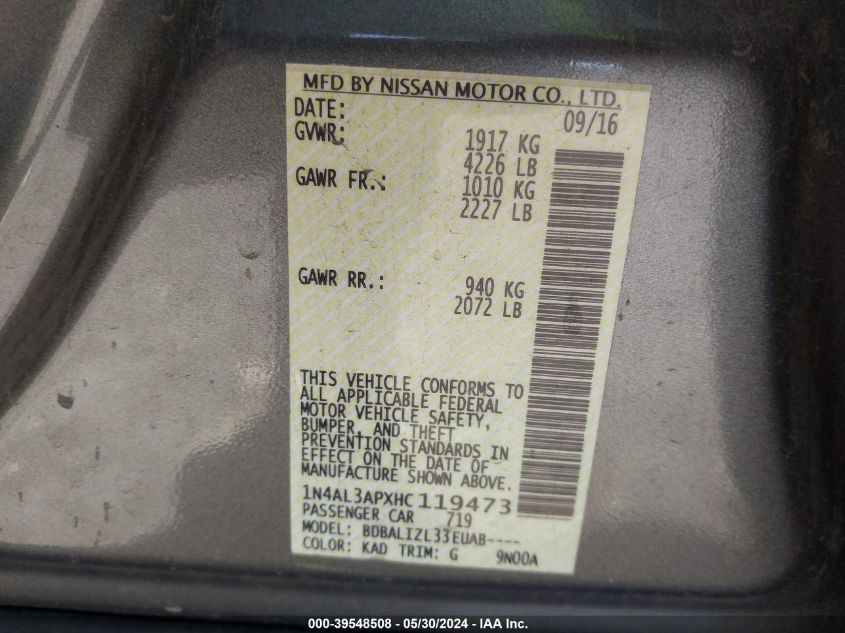 MFD BY NISSAN MOTOR CO., LTD.
DATE: 09/16
GVWR: 1917 KG
4226 LB
GAWR FR.: 1010 KG
2227 LB
GAWR RR.: 940 KG
2072 LB
THIS VEHICLE CONFORMS TO
ALL APPLICABLE FEDERAL
MOTOR VEHICLE SAFETY,
BUMPER, AND THEFT
PREVENTION STANDARDS IN
EFFECT ON THE DATE OF
MANUFACTURE SHOWN ABOVE.
1N4AL3APXHC119473
PASSENGER CAR 719
MODEL: BDBALIZL33EUAB----
COLOR: KAD TRIM: G 9N00A
000-39548508 - 05/30/2024 - IAA Inc.